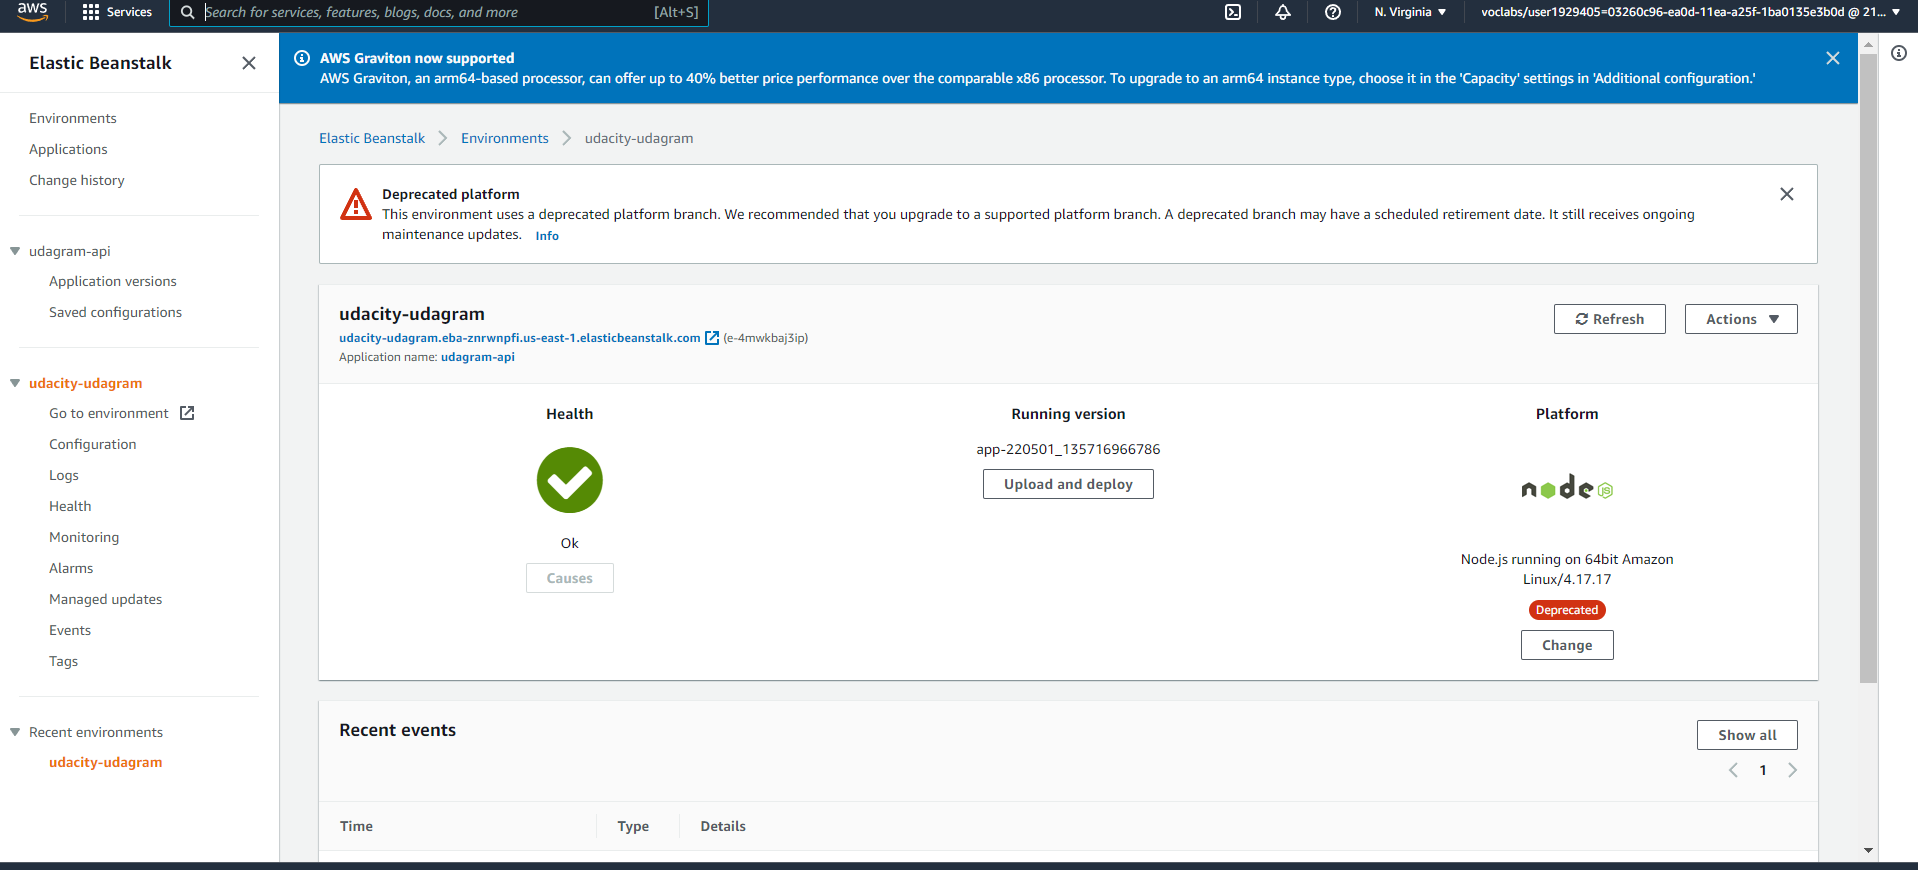 aws
Services
Search for services, features, blogs, docs, and more
[Alt+S]
N. Virginia
voclabs/user1929405=03260c96-ea0d-11ea-a25f-1ba0135e3b0d @ 21...
Elastic Beanstalk
Environments
Applications
Change history
udagram-api
Application versions
Saved configurations
udacity-udagram
Go to environment
Configuration
Logs
Health
Monitoring
Alarms
Managed updates
Events
Tags
Recent environments
udacity-udagram
AWS Graviton now supported
AWS Graviton, an arm64-based processor, can offer up to 40% better price performance over the comparable x86 processor. To upgrade to an arm64 instance type, choose it in the 'Capacity' settings in 'Additional configuration.'
Elastic Beanstalk
Environments
udacity-udagram
Deprecated platform
This environment uses a deprecated platform branch. We recommended that you upgrade to a supported platform branch. A deprecated branch may have a scheduled retirement date. It still receives ongoing
maintenance updates. Info
udacity-udagram
udacity-udagram.eba-znrwnpfi.us-east-1.elasticbeanstalk.com (e-4mwkbaj3ip)
Application name: udagram-api
Refresh
Actions
Health
Ok
Causes
Running version
app-220501_135716966786
Upload and deploy
Platform
node JS
Node.js running on 64bit Amazon
Linux/4.17.17
Deprecated
Change
Recent events
Show all
1
Time
Type
Details